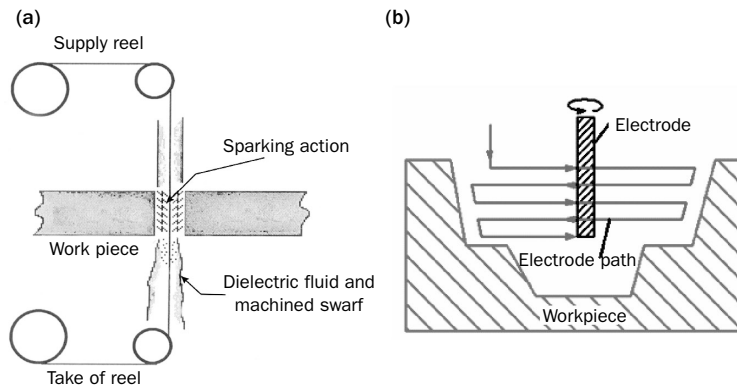 (a)
Supply reel
Sparking action
Work piece
Dielectric fluid and
machined swarf
Take of reel
(b)
Electrode
Electrode path
Workpiece